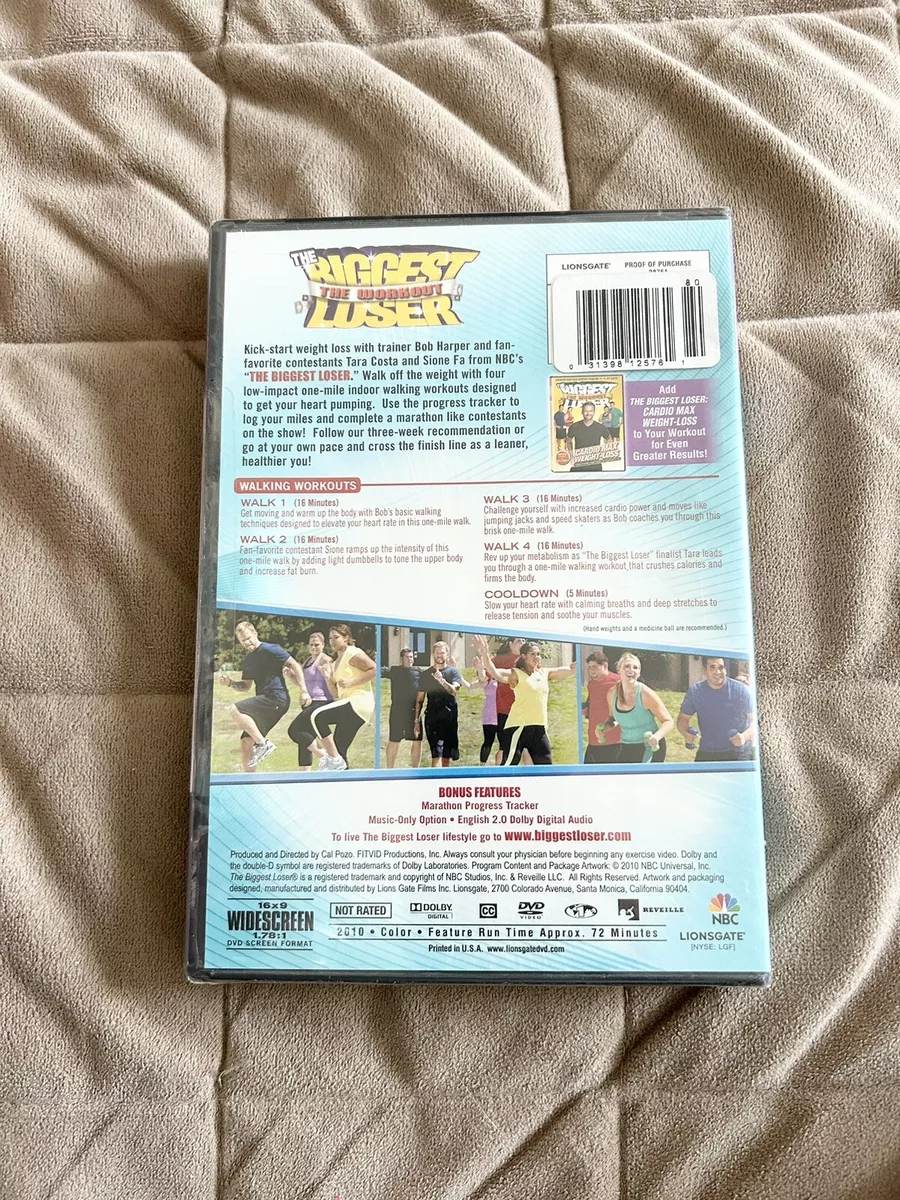 THE
BIGGEST
THE WORKOUT
LOSER
LIONSGATE® PROOF OF PURCHASE
80
0 31398 12576 1
Kick-start weight loss with trainer Bob Harper and fan-
favorite contestants Tara Costa and Sione Fa from NBC's
"THE BIGGEST LOSER." Walk off the weight with four
low-impact one-mile indoor walking workouts designed
to get your heart pumping. Use the progress tracker to
log your miles and complete a marathon like contestants
on the show! Follow our three-week recommendation or
go at your own pace and cross the finish line as a leaner,
healthier you!
BIGGEST
LOSER
CARDIO MAX
WEIGHT-LOSS
Add
THE BIGGEST LOSER:
CARDIO MAX
WEIGHT-LOSS
to Your Workout
for Even
Greater Results!
WALKING WORKOUTS
WALK 1 (16 Minutes)
Get moving and warm up the body with Bob's basic walking
techniques designed to elevate your heart rate in this one-mile walk.
WALK 2 (16 Minutes)
Fan-favorite contestant Sione ramps up the intensity of this
one-mile walk by adding light dumbbells to tone the upper body
and increase fat burn.
WALK 3 (16 Minutes)
Challenge yourself with increased cardio power and moves like
jumping jacks and speed skaters as Bob coaches you through this
brisk one-mile walk.
WALK 4 (16 Minutes)
Rev up your metabolism as "The Biggest Loser" finalist Tara leads
you through a one-mile walking workout that crushes calories and
firms the body.
COOLDOWN (5 Minutes)
Slow your heart rate with calming breaths and deep stretches to
release tension and soothe your muscles.
(Hand weights and a medicine ball are recommended.)
BONUS FEATURES
Marathon Progress Tracker
Music-Only Option • English 2.0 Dolby Digital Audio
To live The Biggest Loser lifestyle go to www.biggestloser.com
Produced and Directed by Cal Pozo. FITVID Productions, Inc. Always consult your physician before beginning any exercise video. Dolby and
the double-D symbol are registered trademarks of Dolby Laboratories. Program Content and Package Artwork: © 2010 NBC Universal, Inc.
The Biggest Loser® is a registered trademark and copyright of NBC Studios, Inc. & Reveille LLC. All Rights Reserved. Artwork and packaging
designed, manufactured and distributed by Lions Gate Films Inc. Lionsgate, 2700 Colorado Avenue, Santa Monica, California 90404.
16x9
WIDESCREEN
1.78:1
DVD SCREEN FORMAT
NOT RATED
DOLBY
DIGITAL
CC
DVD
VIDEO
REVEILLE
NBC
2010 • Color • Feature Run Time Approx. 72 Minutes
Printed in U.S.A. www.lionsgatedvd.com
LIONSGATE®
[NYSE: LGF]